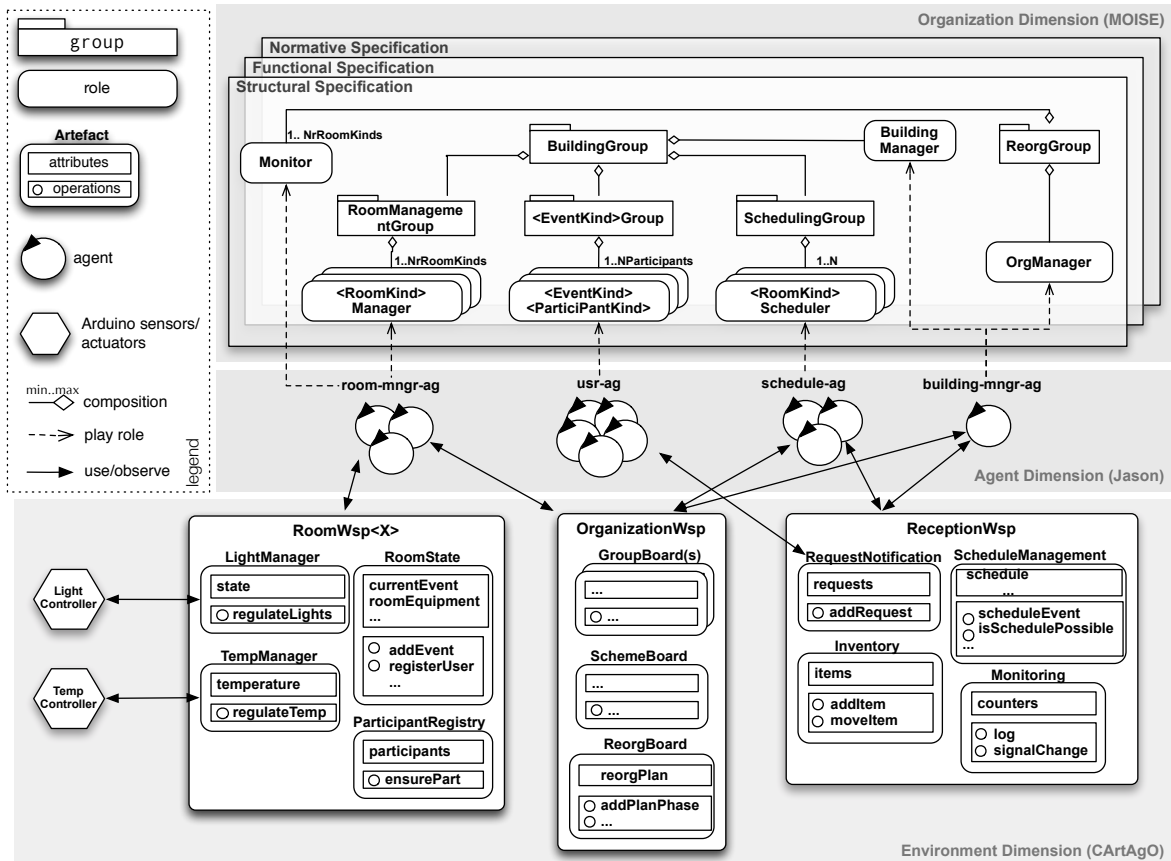 group
role
Artefact
attributes
operations
agent
Arduino sensors/
actuators
min..max
composition
play role
use/observe
legend
Organization Dimension (MOISE)
Normative Specification
Functional Specification
Structural Specification
1.. NrRoomKinds
Monitor
BuildingGroup
Building
Manager
ReorgGroup
RoomManageme
ntGroup
<EventKind>Group
SchedulingGroup
OrgManager
1..NrRoomKinds
1..NParticipants
1..N
<RoomKind>
Manager
<EventKind>
<ParticiPantKind>
<RoomKind>
Scheduler
room-mngr-ag
usr-ag
schedule-ag
building-mngr-ag
Agent Dimension (Jason)
RoomWsp<X>
LightManager
state
regulateLights
RoomState
currentEvent
roomEquipment
...
addEvent
registerUser
...
TempManager
temperature
regulateTemp
ParticipantRegistry
participants
ensurePart
Light
Controller
Temp
Controller
OrganizationWsp
GroupBoard(s)
...
...
SchemeBoard
...
...
ReorgBoard
reorgPlan
addPlanPhase
...
ReceptionWsp
RequestNotification
requests
addRequest
ScheduleManagement
schedule
...
scheduleEvent
isSchedulePossible
...
Inventory
items
addItem
moveItem
Monitoring
counters
log
signalChange
Environment Dimension (CArtAgO)